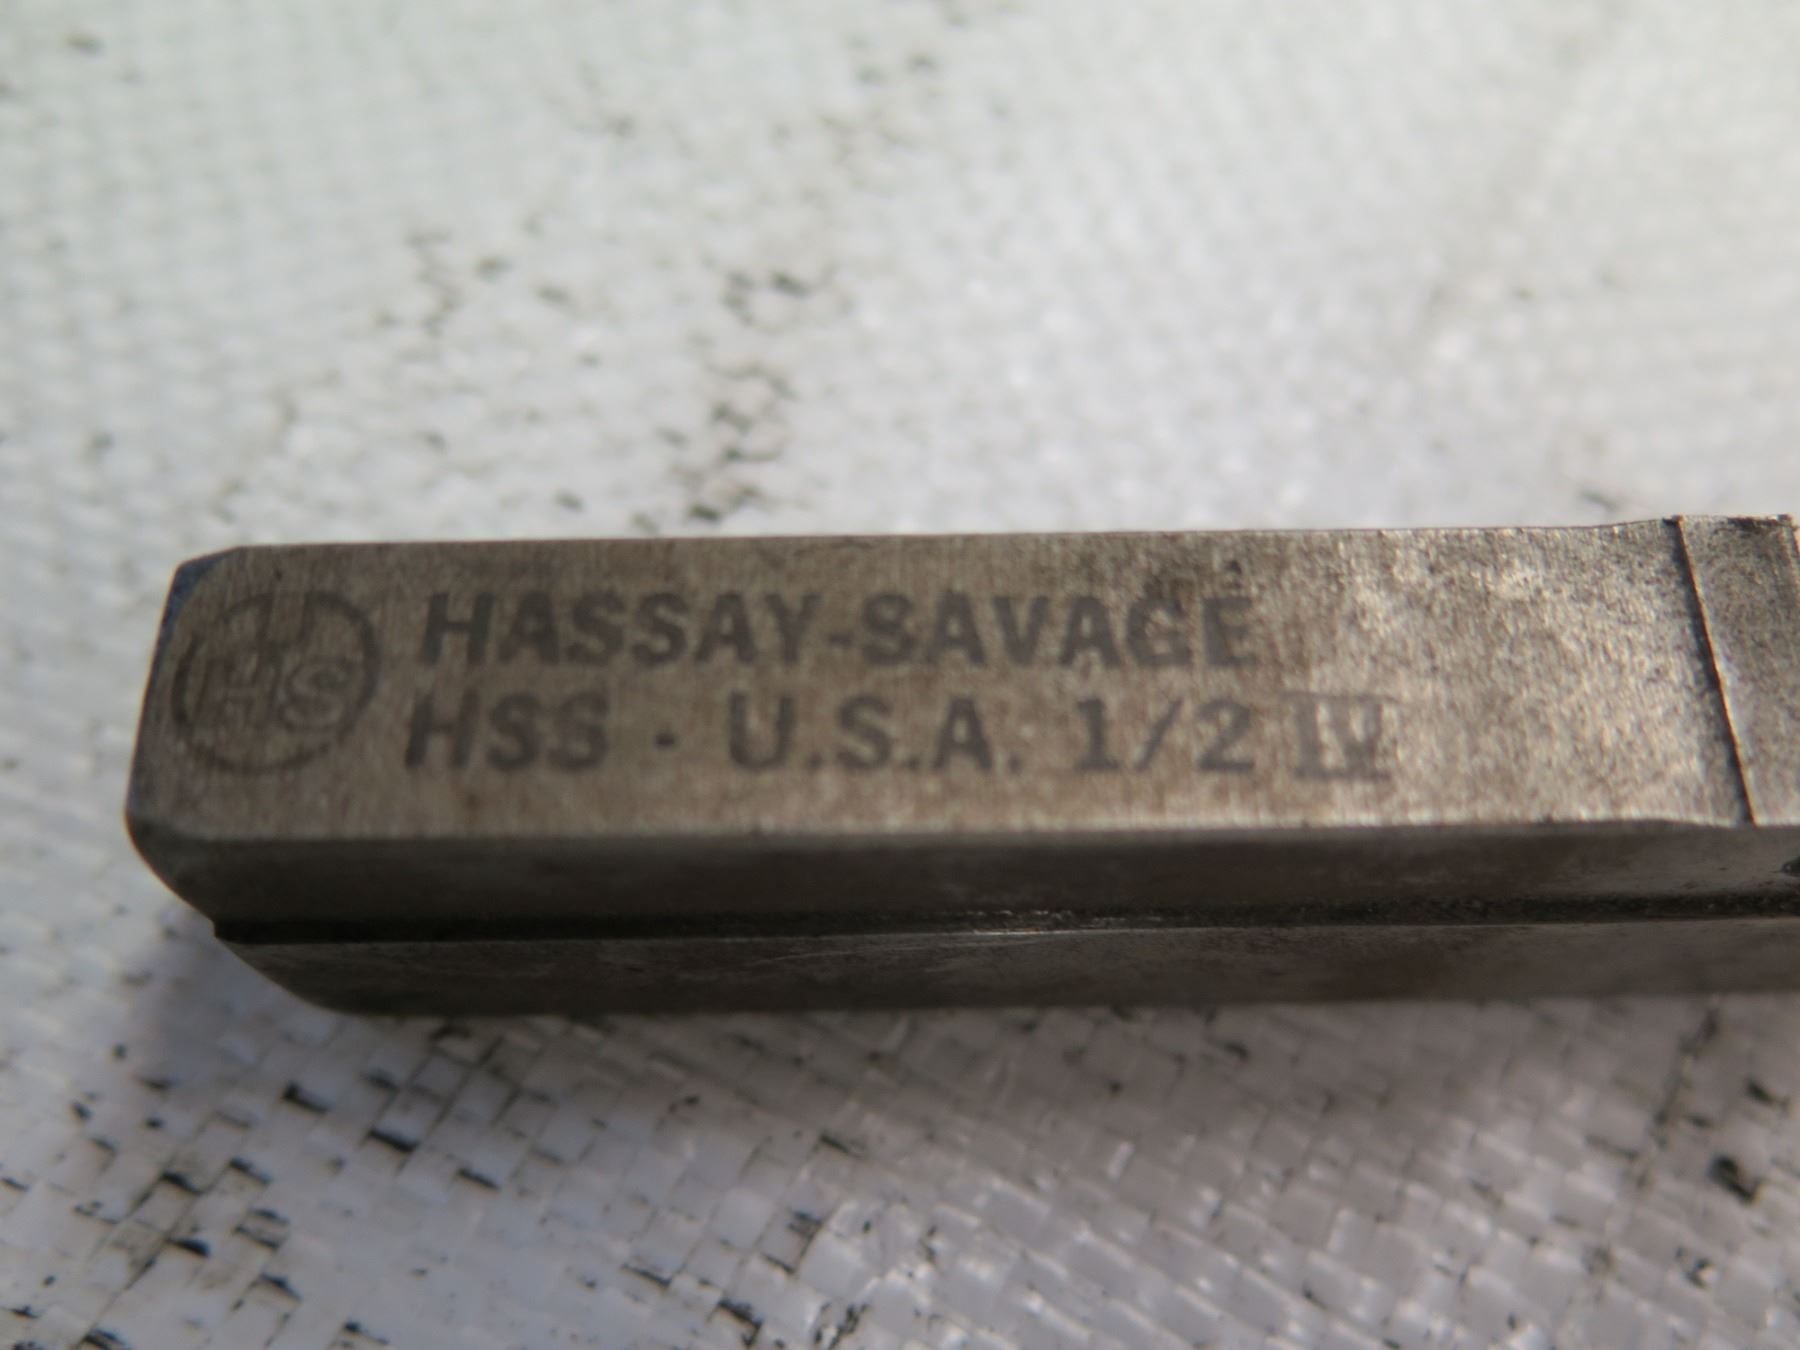 HS
HASSAY-SAVAGE
HSS · U.S.A. 1/2 IV